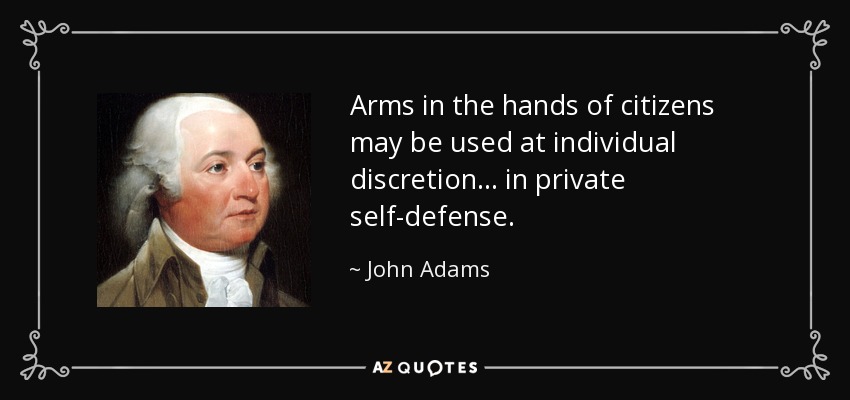 Arms in the hands of citizens
may be used at individual
discretion... in private
self-defense.
~ John Adams
AZ QUOTES